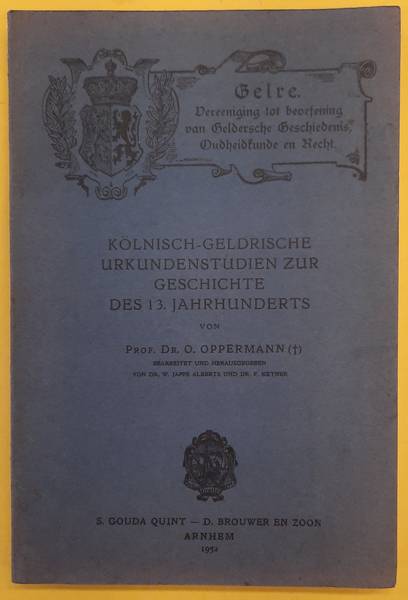 Gelre.
Vereeniging tot beoefening
van Geldersche Geschiedenis,
Oudheidkunde en Recht.
KÖLNISCH-GELDRISCHE
URKUNDENSTUDIEN ZUR
GESCHICHTE
DES 13. JAHRHUNDERTS
VON
PROF. DR. O. OPPERMANN (†)
BEARBEITET UND HERAUSGEGEBEN
VON DR. W. JAPPE ALBERTS UND DR. F. KETNER
S. GOUDA QUINT — D. BROUWER EN ZOON
ARNHEM
1952